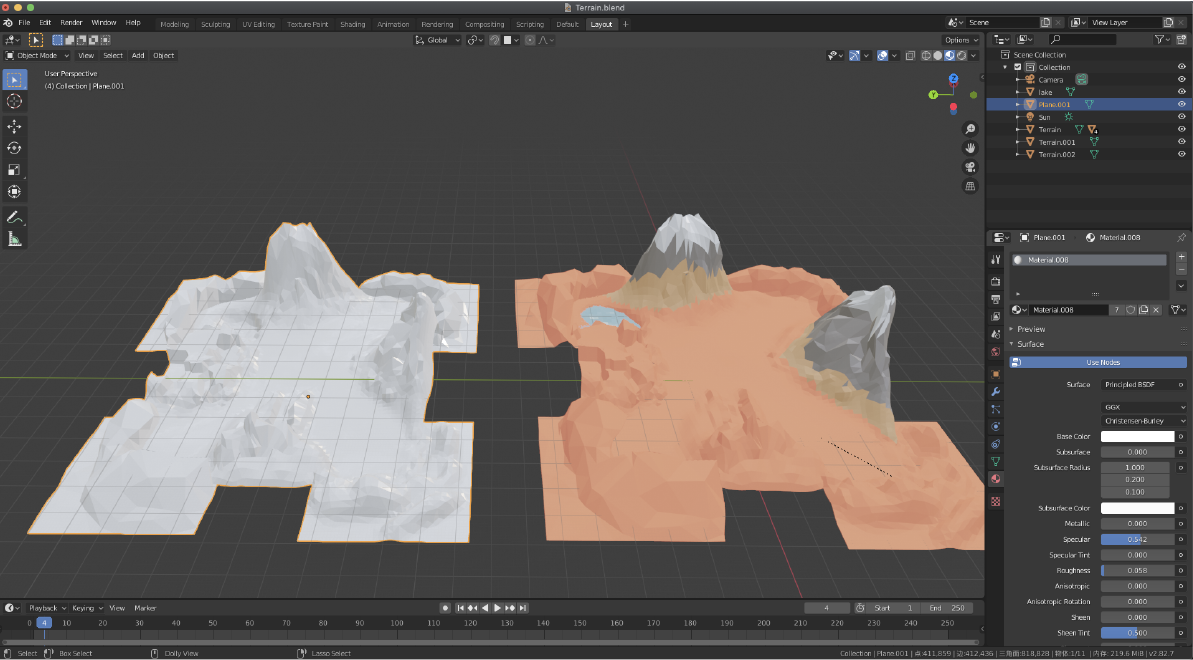 Terrain.blend
File Edit Render Window Help
Modeling Sculpting UV Editing Texture Paint Shading Animation Rendering Compositing Scripting Default Layout +
Scene View Layer
Global Options
Object Mode View Select Add Object
User Perspective
(4) Collection | Plane.001
Z
Y
Scene Collection
Collection
Camera
lake
Plane.001
Sun
Terrain 4
Terrain.001
Terrain.002
Plane.001 Material.008
Material.008
Material.008 7
Preview
Surface
Use Nodes
Surface Principled BSDF
GGX
Christensen-Burley
Base Color
Subsurface 0.000
Subsurface Radius 1.000
0.200
0.100
Subsurface Color
Metallic 0.000
Specular 0.542
Specular Tint 0.000
Roughness 0.058
Anisotropic 0.000
Anisotropic Rotation 0.000
Sheen 0.000
Sheen Tint 0.500
Playback Keying View Marker 4 Start 1 End 250
0 4 10 20 30 40 50 60 70 80 90 100 110 120 130 140 150 160 170 180 190 200 210 220 230 240 250
Select Box Select Dolly View Lasso Select Collection | Plane.001 | 点:411,859 | 边:412,436 | 三角面:818,828 | 物体:1/11 | 内存: 219.6 MiB | v2.82.7